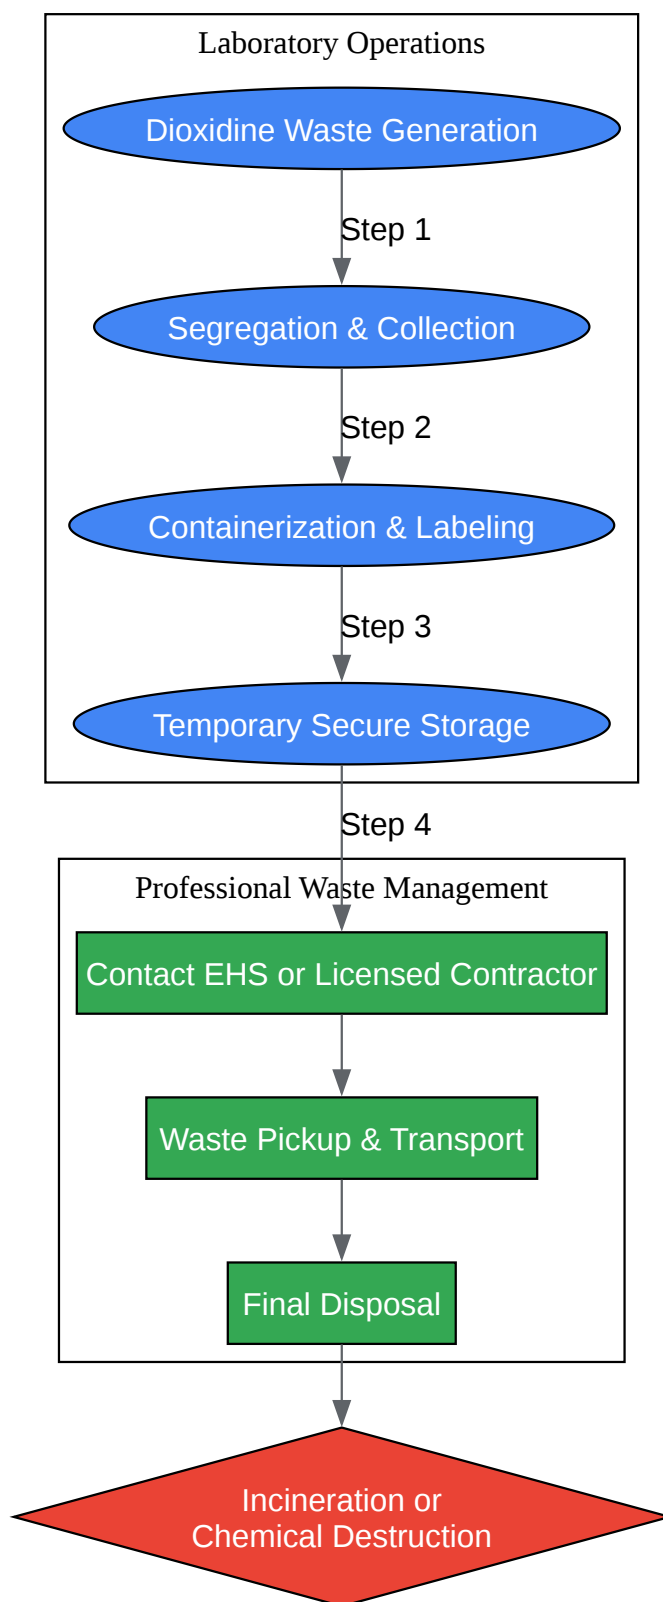 Laboratory Operations
Dioxidine Waste Generation
Step 1
Segregation & Collection
Step 2
Containerization & Labeling
Step 3
Temporary Secure Storage
Step 4
Professional Waste Management
Contact EHS or Licensed Contractor
Waste Pickup & Transport
Final Disposal
Incineration or
Chemical Destruction